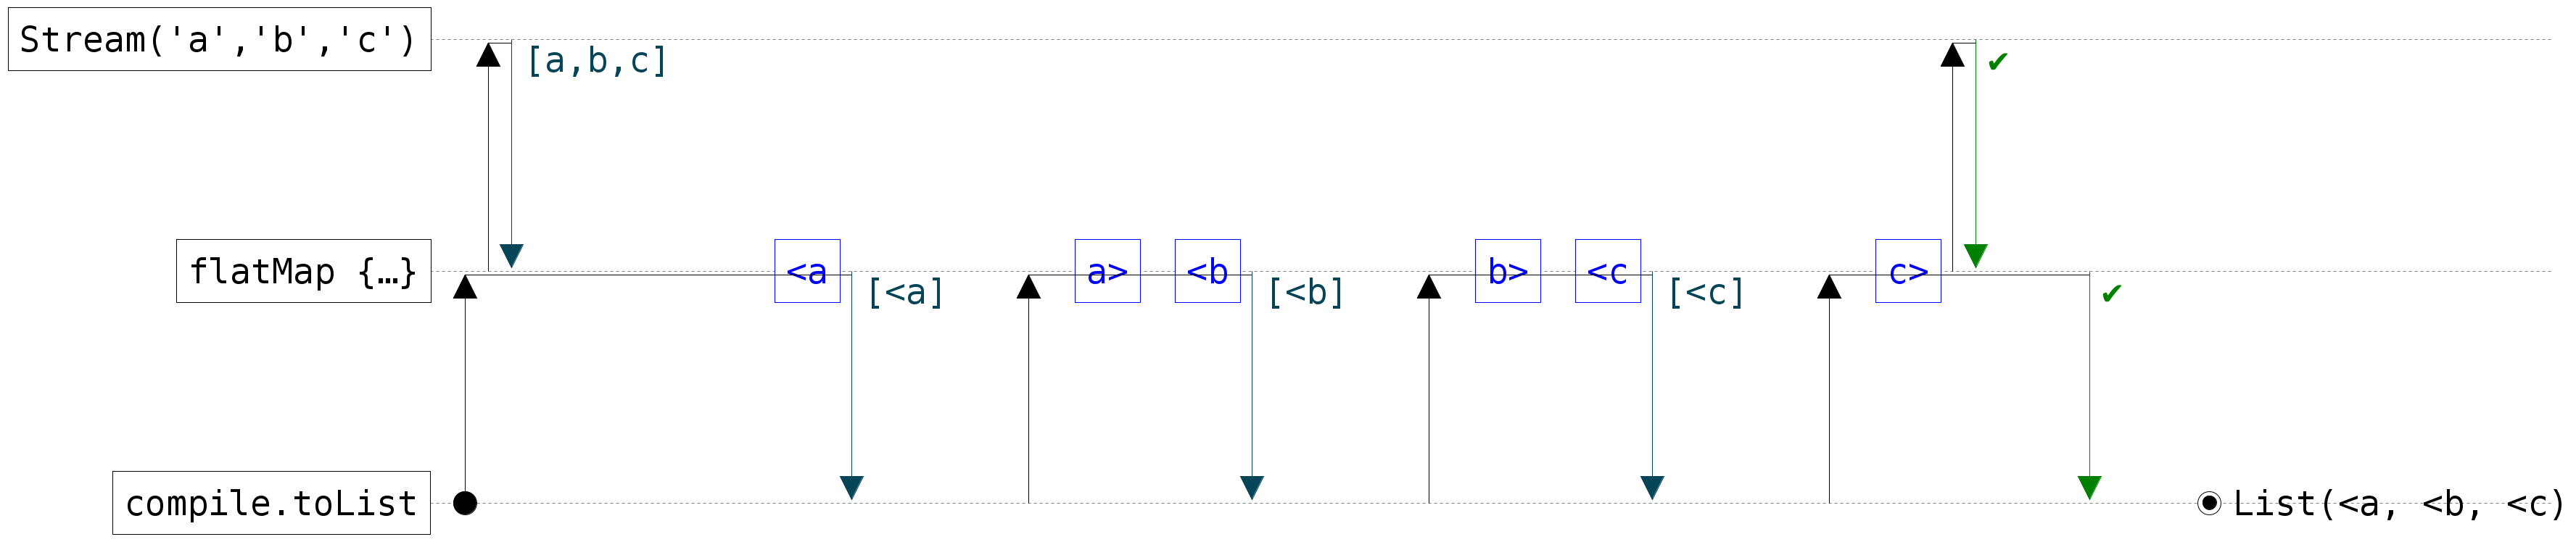 Stream('a','b','c')
[a,b,c]
✔
flatMap {…}
<a
[<a]
a>
<b
[<b]
b>
<c
[<c]
c>
✔
compile.toList
List(<a, <b, <c)